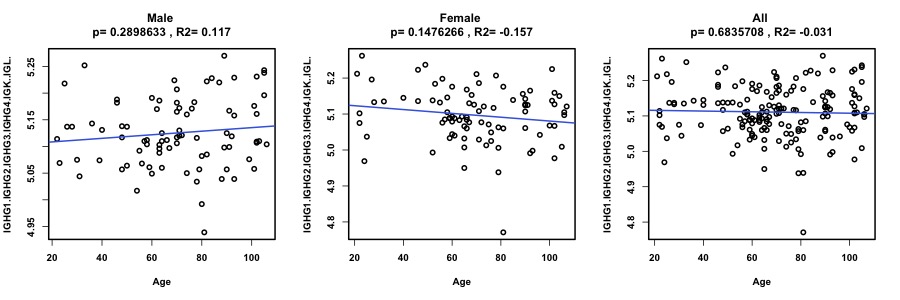 Male
p= 0.2898633 , R2= 0.117
IGHG1.IGHG2.IGHG3.IGHG4.IGK..IGL.
5.25
5.15
5.05
4.95
20 40 60 80 100
Age
Female
p= 0.1476266 , R2= -0.157
IGHG1.IGHG2.IGHG3.IGHG4.IGK..IGL.
5.2
5.1
5.0
4.9
4.8
20 40 60 80 100
Age
All
p= 0.6835708 , R2= -0.031
IGHG1.IGHG2.IGHG3.IGHG4.IGK..IGL.
5.2
5.1
5.0
4.9
4.8
20 40 60 80 100
Age